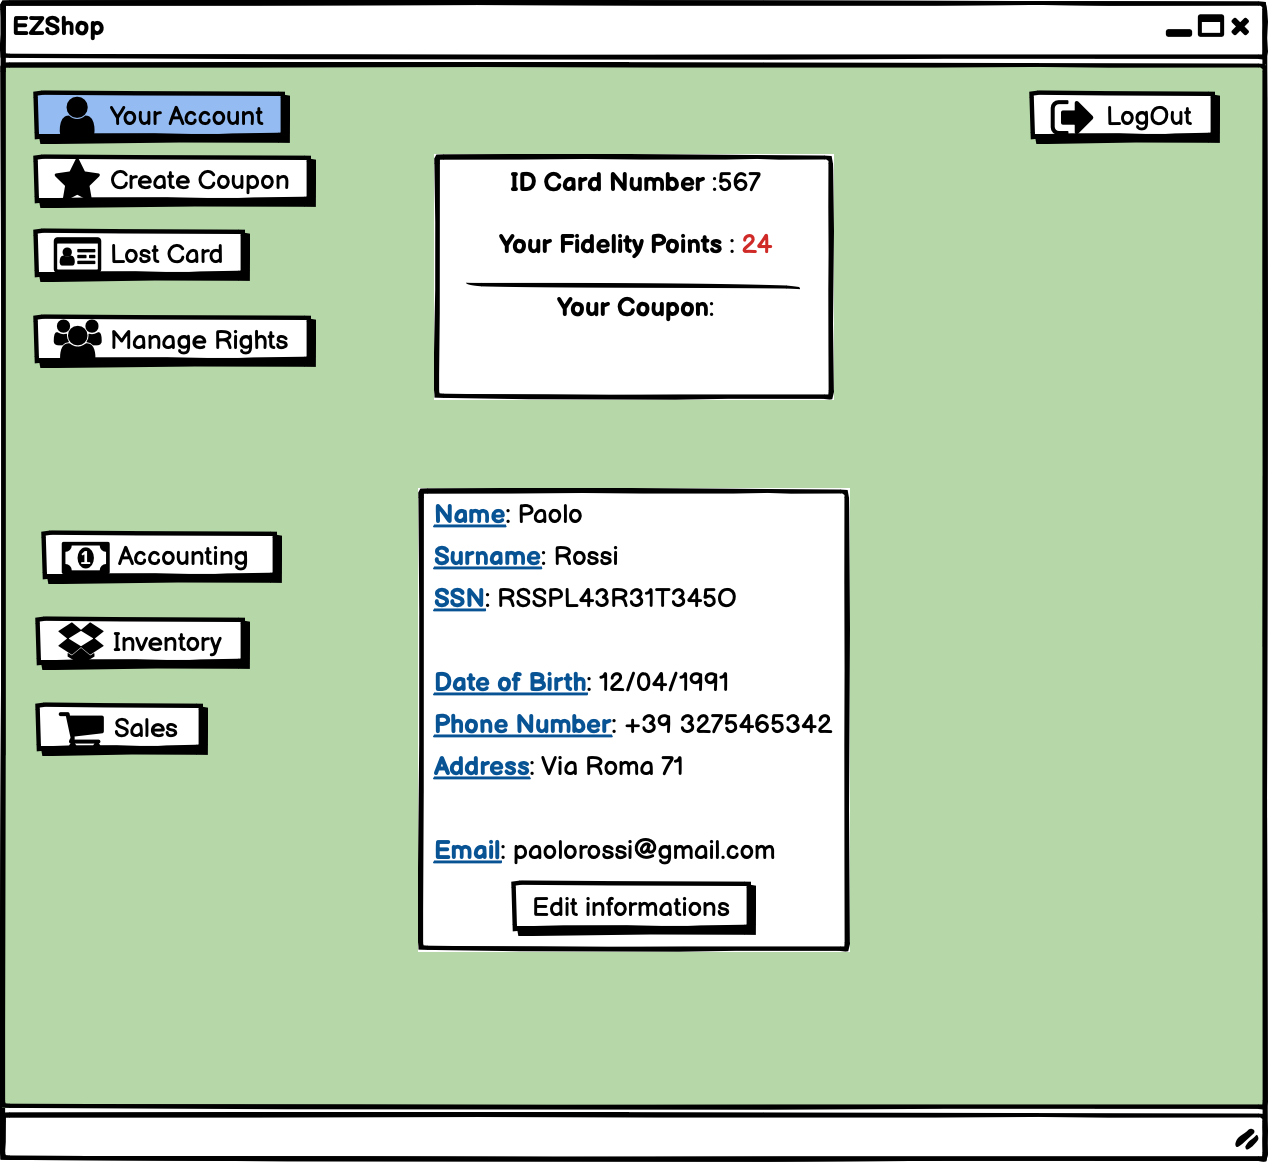 EZShop
Your Account
LogOut
Create Coupon
Lost Card
Manage Rights
ID Card Number :567
Your Fidelity Points : 24
Your Coupon:
Accounting
Inventory
Sales
Name: Paolo
Surname: Rossi
SSN: RSSPL43R31T345O
Date of Birth: 12/04/1991
Phone Number: +39 3275465342
Address: Via Roma 71
Email: paolorossi@gmail.com
Edit informations